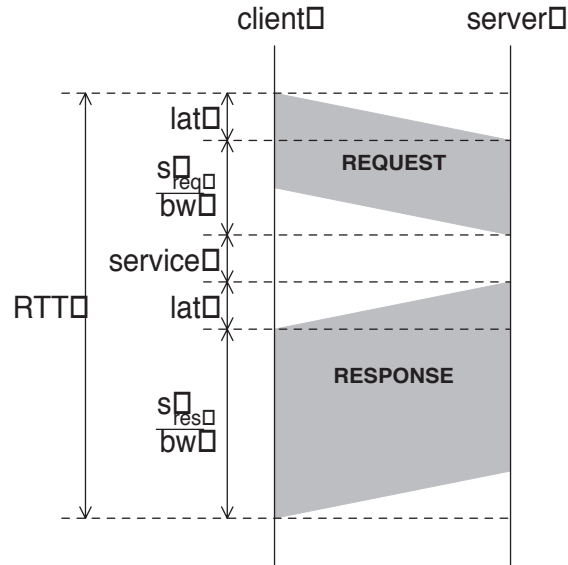 client□ server□
lat□
REQUEST
s□req□
bw□
service□
RTT□
lat□
RESPONSE
s□res□
bw□